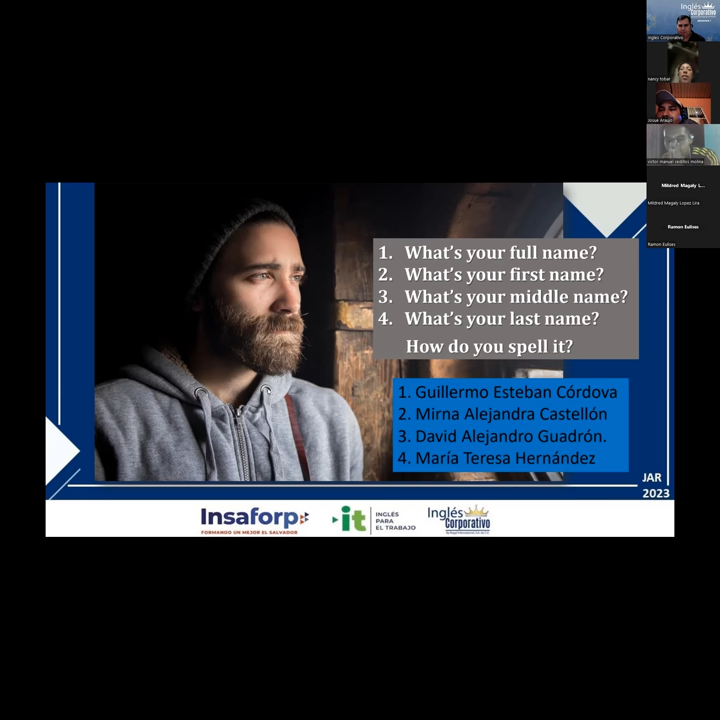 Inglés
Corporativo
Ingles Corporativo
nancy tobar
Josue Araujo
victor manuel cedillos molina
Mildred Magaly L...
Mildred Magaly Lopez Lira
Ramon Eulises
Ramon Eulises
1. What's your full name?
2. What's your first name?
3. What's your middle name?
4. What's your last name?
How do you spell it?
1. Guillermo Esteban Córdova
2. Mirna Alejandra Castellón
3. David Alejandro Guadrón.
4. María Teresa Hernández
JAR
2023
Insaforp
FORMANDO UN MEJOR EL SALVADOR
it
INGLÉS
PARA
EL TRABAJO
Inglés
Corporativo